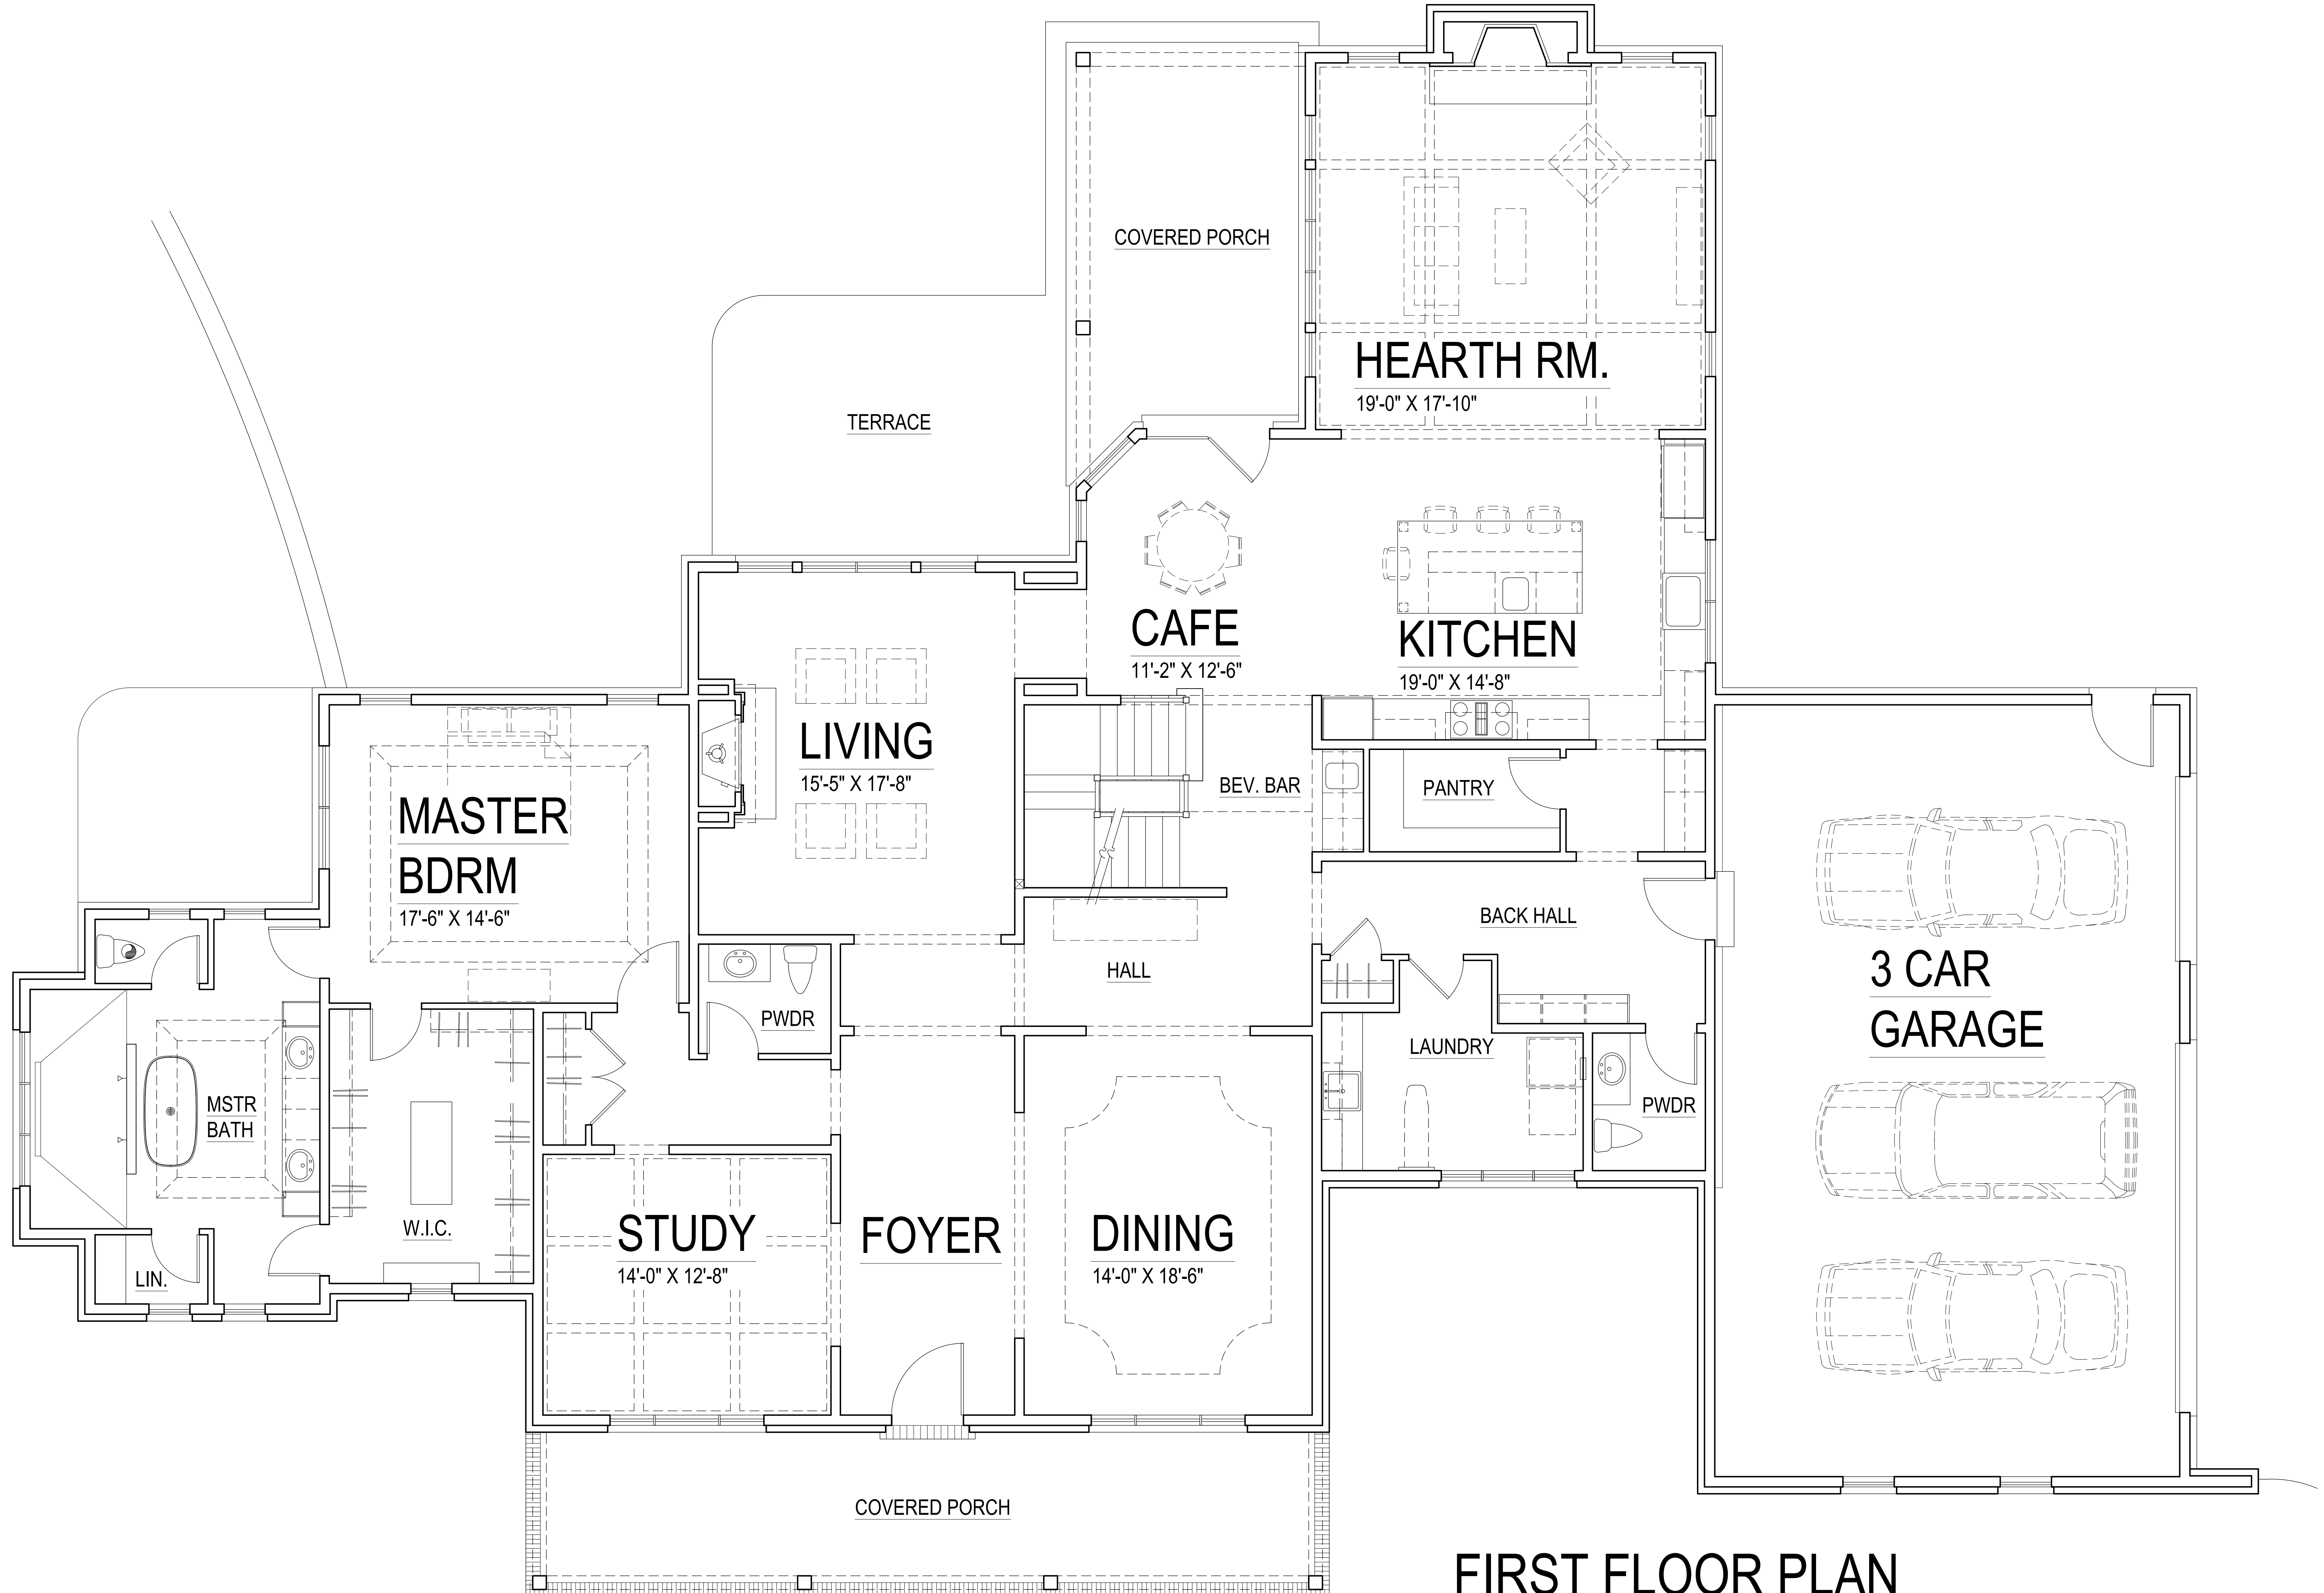 COVERED PORCH
HEARTH RM.
19'-0" X 17'-10"
TERRACE
CAFE
11'-2" X 12'-6"
KITCHEN
19'-0" X 14'-8"
LIVING
15'-5" X 17'-8"
BEV. BAR
PANTRY
MASTER
BDRM
17'-6" X 14'-6"
BACK HALL
HALL
3 CAR
GARAGE
PWDR
LAUNDRY
MSTR
BATH
PWDR
W.I.C.
STUDY
14'-0" X 12'-8"
FOYER
DINING
14'-0" X 18'-6"
LIN.
COVERED PORCH
FIRST FLOOR PLAN